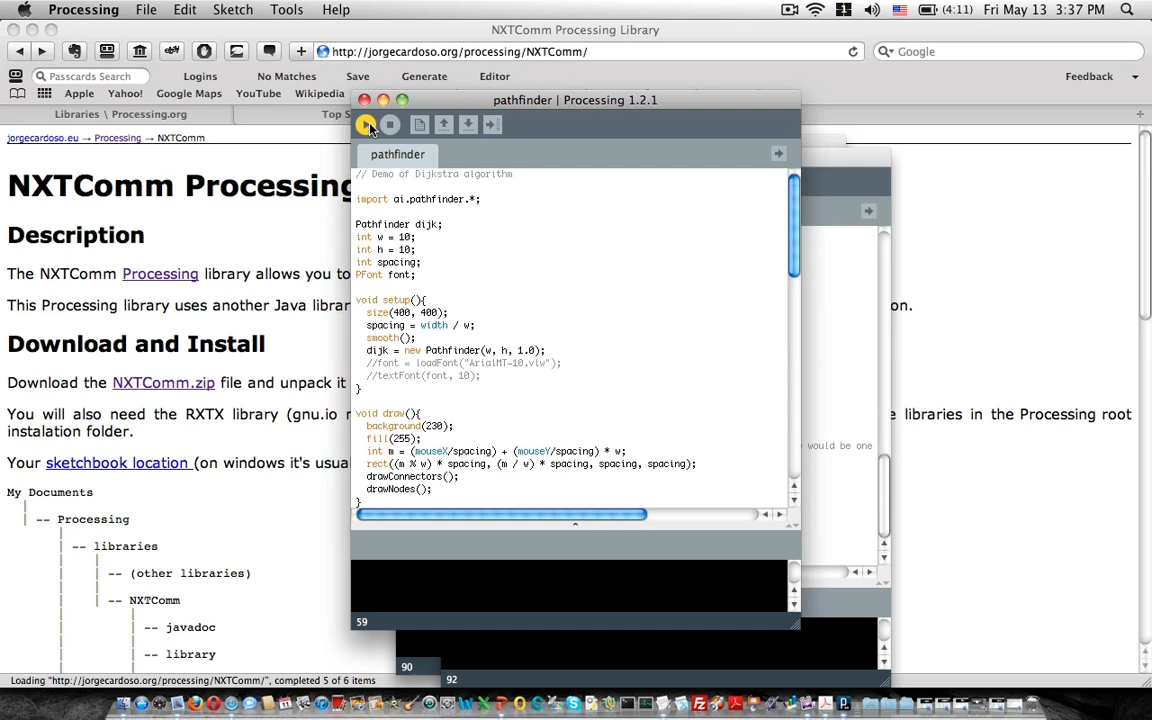 Processing File Edit Sketch Tools Help (4:11) Fri May 13 3:37 PM
NXTComm Processing Library
http://jorgecardoso.org/processing/NXTComm/ Google
Passcards Search Logins No Matches Save Generate Editor Feedback
Apple Yahoo! Google Maps YouTube Wikipedia
Libraries \ Processing.org Top S
jorgecardoso.eu → Processing → NXTComm
NXTComm Processing
Description
The NXTComm Processing library allows you to
This Processing library uses another Java librar on.
Download and Install
Download the NXTComm.zip file and unpack it
You will also need the RXTX library (gnu.io r e libraries in the Processing root
instalation folder.
Your sketchbook location (on windows it's usua
My Documents
-- Processing
-- libraries
-- (other libraries)
-- NXTComm
-- javadoc
-- library
Loading "http://jorgecardoso.org/processing/NXTComm/", completed 5 of 6 items
pathfinder | Processing 1.2.1
pathfinder
// Demo of Dijkstra algorithm
import ai.pathfinder.*;
Pathfinder dijk;
int w = 10;
int h = 10;
int spacing;
PFont font;
void setup(){
size(400, 400);
spacing = width / w;
smooth();
dijk = new Pathfinder(w, h, 1.0);
//font = loadFont("ArialMT-10.vlw");
//textFont(font, 10);
}
void draw(){
background(230);
fill(255);
int m = (mouseX/spacing) + (mouseY/spacing) * w;
rect((m % w) * spacing, (m / w) * spacing, spacing, spacing);
drawConnectors();
drawNodes();
}
59
would be one
90
92